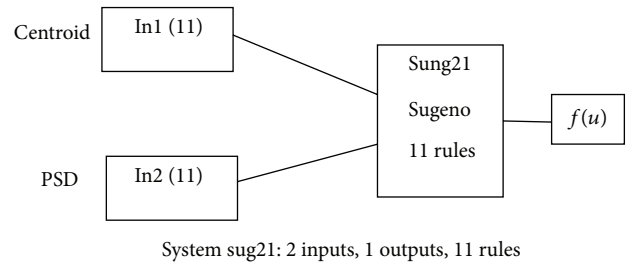 Centroid
In1 (11)
Sung21
Sugeno
11 rules
f(u)
PSD
In2 (11)
System sug21: 2 inputs, 1 outputs, 11 rules